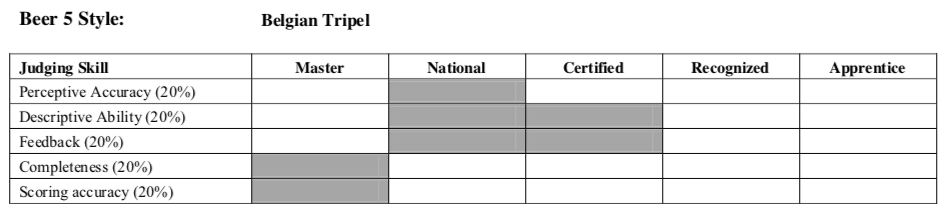 Beer 5 Style: Belgian Tripel
Judging Skill Master National Certified Recognized Apprentice
Perceptive Accuracy (20%)
Descriptive Ability (20%)
Feedback (20%)
Completeness (20%)
Scoring accuracy (20%)